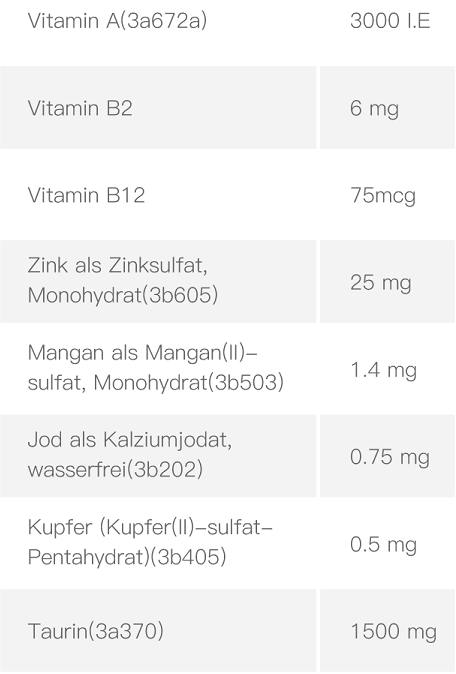 Vitamin A(3a672a) 3000 I.E
Vitamin B2 6 mg
Vitamin B12 75mcg
Zink als Zinksulfat,
Monohydrat(3b605) 25 mg
Mangan als Mangan(II)–
sulfat, Monohydrat(3b503) 1.4 mg
Jod als Kalziumjodat,
wasserfrei(3b202) 0.75 mg
Kupfer (Kupfer(II)–sulfat–
Pentahydrat)(3b405) 0.5 mg
Taurin(3a370) 1500 mg